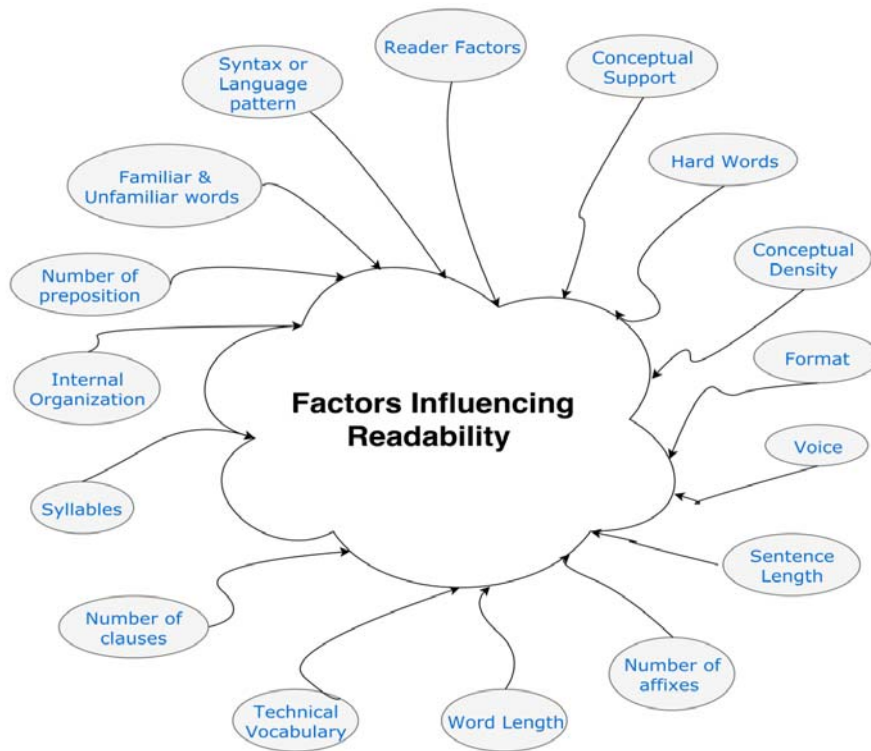 Reader Factors
Conceptual
Support
Syntax or
Language
pattern
Hard Words
Familiar &
Unfamiliar words
Conceptual
Density
Number of
preposition
Format
Internal
Organization
Factors Influencing
Readability
Voice
Syllables
Sentence
Length
Number of
clauses
Number of
affixes
Technical
Vocabulary
Word Length